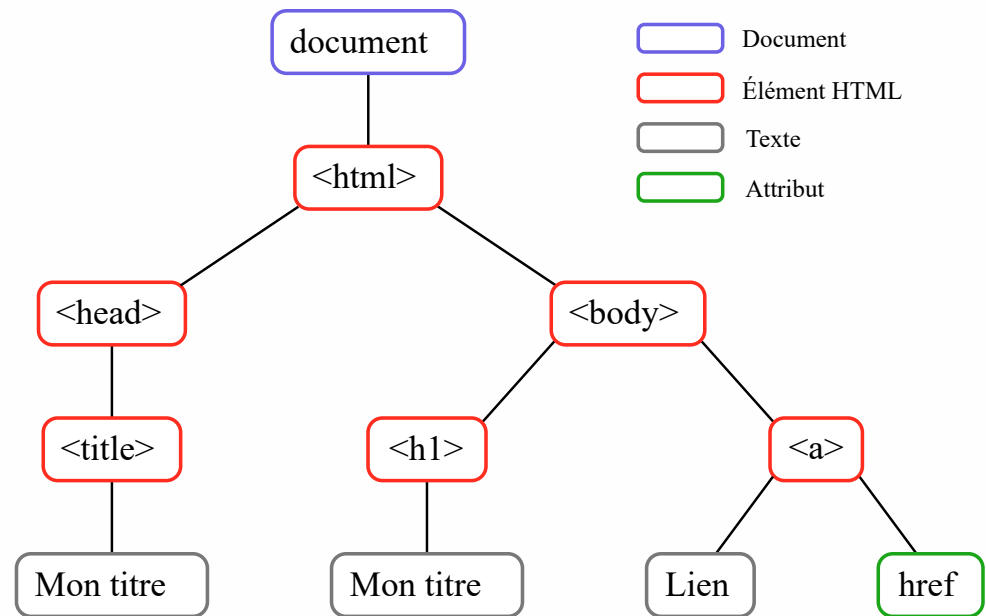 document
Document
Élément HTML
<html>
Texte
Attribut
<head>
<body>
<title>
<h1>
<a>
Mon titre
Mon titre
Lien
href